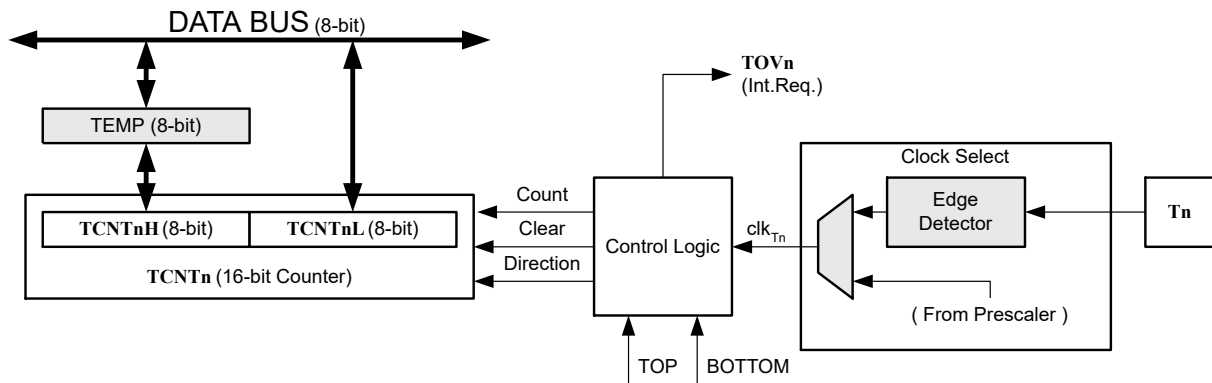 DATA BUS (8-bit)
TOVn
(Int.Req.)
TEMP (8-bit)
Clock Select
Count
Edge
Detector
Tn
TCNTnH (8-bit)
TCNTnL (8-bit)
Clear
Control Logic
clkTn
TCNTn (16-bit Counter)
Direction
( From Prescaler )
TOP
BOTTOM